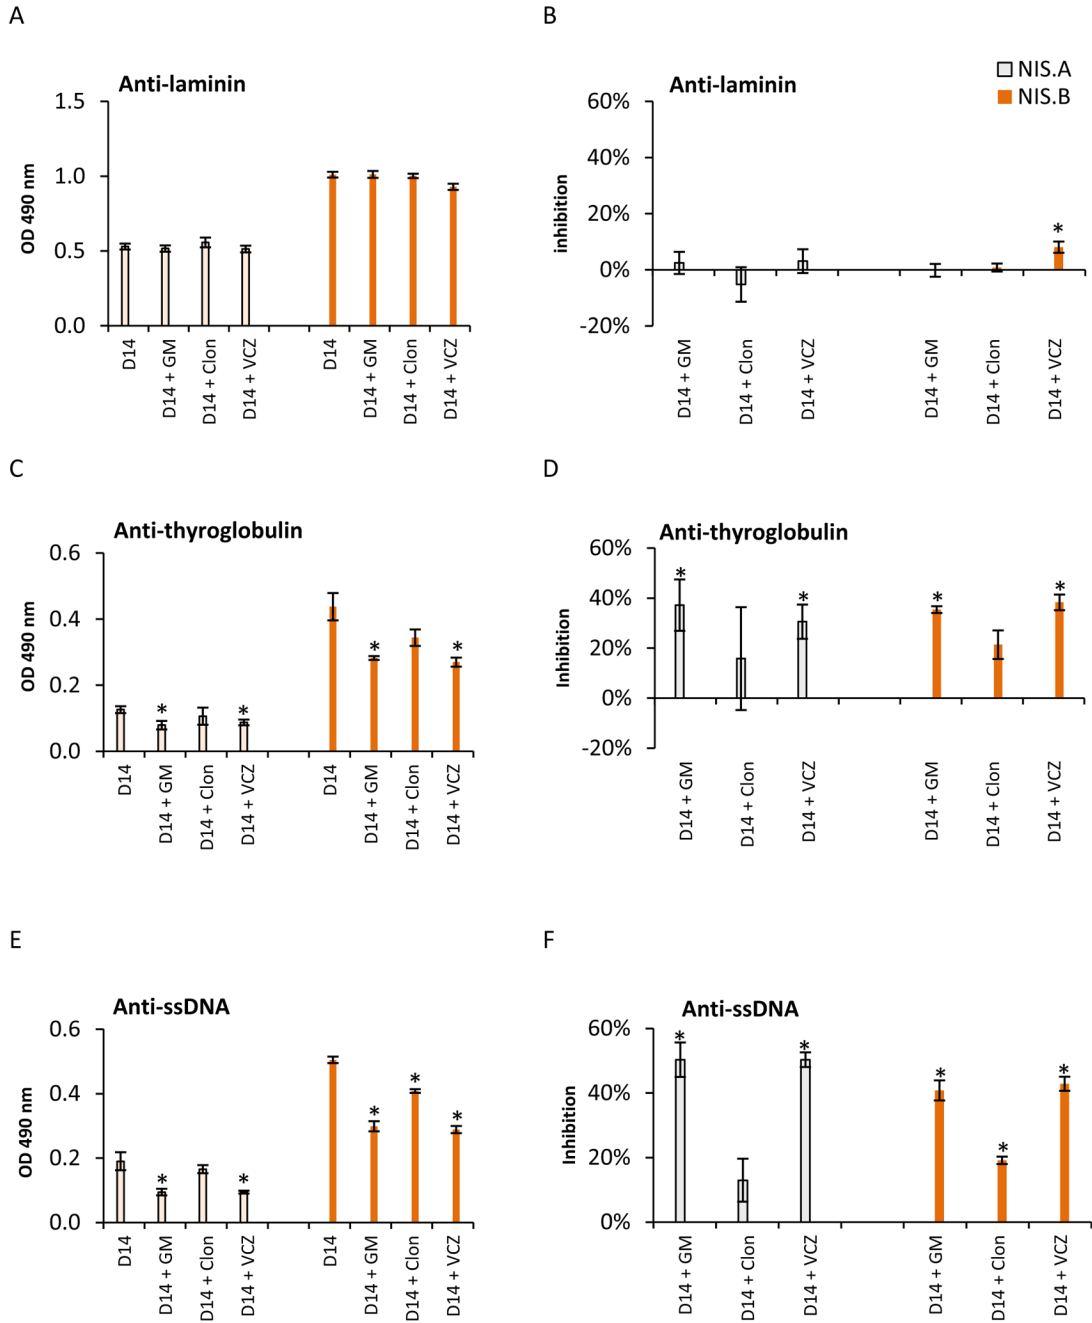 A
Anti-laminin
OD 490 nm
1.5
1.0
0.5
0.0
D14
D14 + GM
D14 + Clon
D14 + VCZ
D14
D14 + GM
D14 + Clon
D14 + VCZ
B
Anti-laminin
NIS.A
NIS.B
inhibition
60%
40%
20%
0%
-20%
D14 + GM
D14 + Clon
D14 + VCZ
D14 + GM
D14 + Clon
D14 + VCZ
*
C
Anti-thyroglobulin
OD 490 nm
0.6
0.4
0.2
0.0
* * * *
D14
D14 + GM
D14 + Clon
D14 + VCZ
D14
D14 + GM
D14 + Clon
D14 + VCZ
D
Anti-thyroglobulin
Inhibition
60%
40%
20%
0%
-20%
* * * *
D14 + GM
D14 + Clon
D14 + VCZ
D14 + GM
D14 + Clon
D14 + VCZ
E
Anti-ssDNA
OD 490 nm
0.6
0.4
0.2
0.0
* * * * *
D14
D14 + GM
D14 + Clon
D14 + VCZ
D14
D14 + GM
D14 + Clon
D14 + VCZ
F
Anti-ssDNA
Inhibition
60%
40%
20%
0%
* * * * *
D14 + GM
D14 + Clon
D14 + VCZ
D14 + GM
D14 + Clon
D14 + VCZ